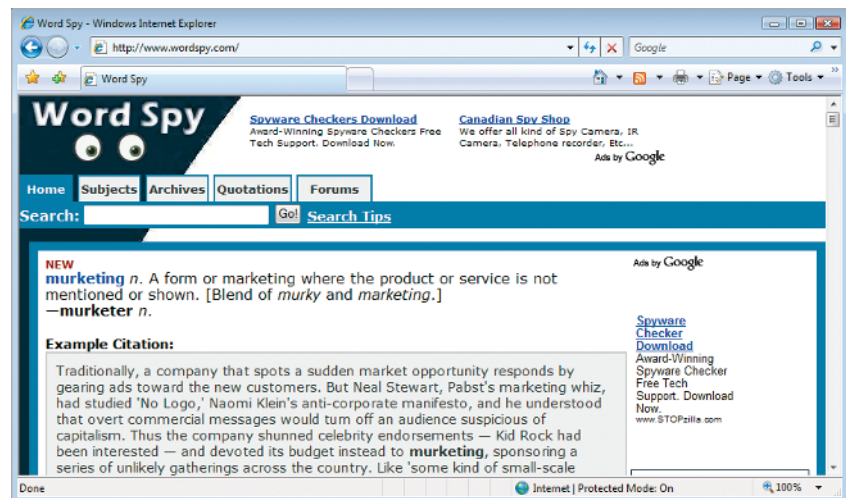 Word Spy - Windows Internet Explorer
http://www.wordspy.com/
Google
Word Spy
Page
Tools
Word Spy
Spyware Checkers Download
Award-Winning Spyware Checkers Free
Tech Support. Download Now.
Canadian Spy Shop
We offer all kind of Spy Camera, IR
Camera, Telephone recorder, Etc...
Ads by Google
Home Subjects Archives Quotations Forums
Search: Go! Search Tips
NEW
murketing n. A form or marketing where the product or service is not
mentioned or shown. [Blend of murky and marketing.]
—murketer n.
Example Citation:
Traditionally, a company that spots a sudden market opportunity responds by
gearing ads toward the new customers. But Neal Stewart, Pabst's marketing whiz,
had studied 'No Logo,' Naomi Klein's anti-corporate manifesto, and he understood
that overt commercial messages would turn off an audience suspicious of
capitalism. Thus the company shunned celebrity endorsements — Kid Rock had
been interested — and devoted its budget instead to murketing, sponsoring a
series of unlikely gatherings across the country. Like 'some kind of small-scale
Ads by Google
Spyware
Checker
Download
Award-Winning
Spyware Checker
Free Tech
Support. Download
Now.
www.STOPzilla.com
Done
Internet | Protected Mode: On
100%